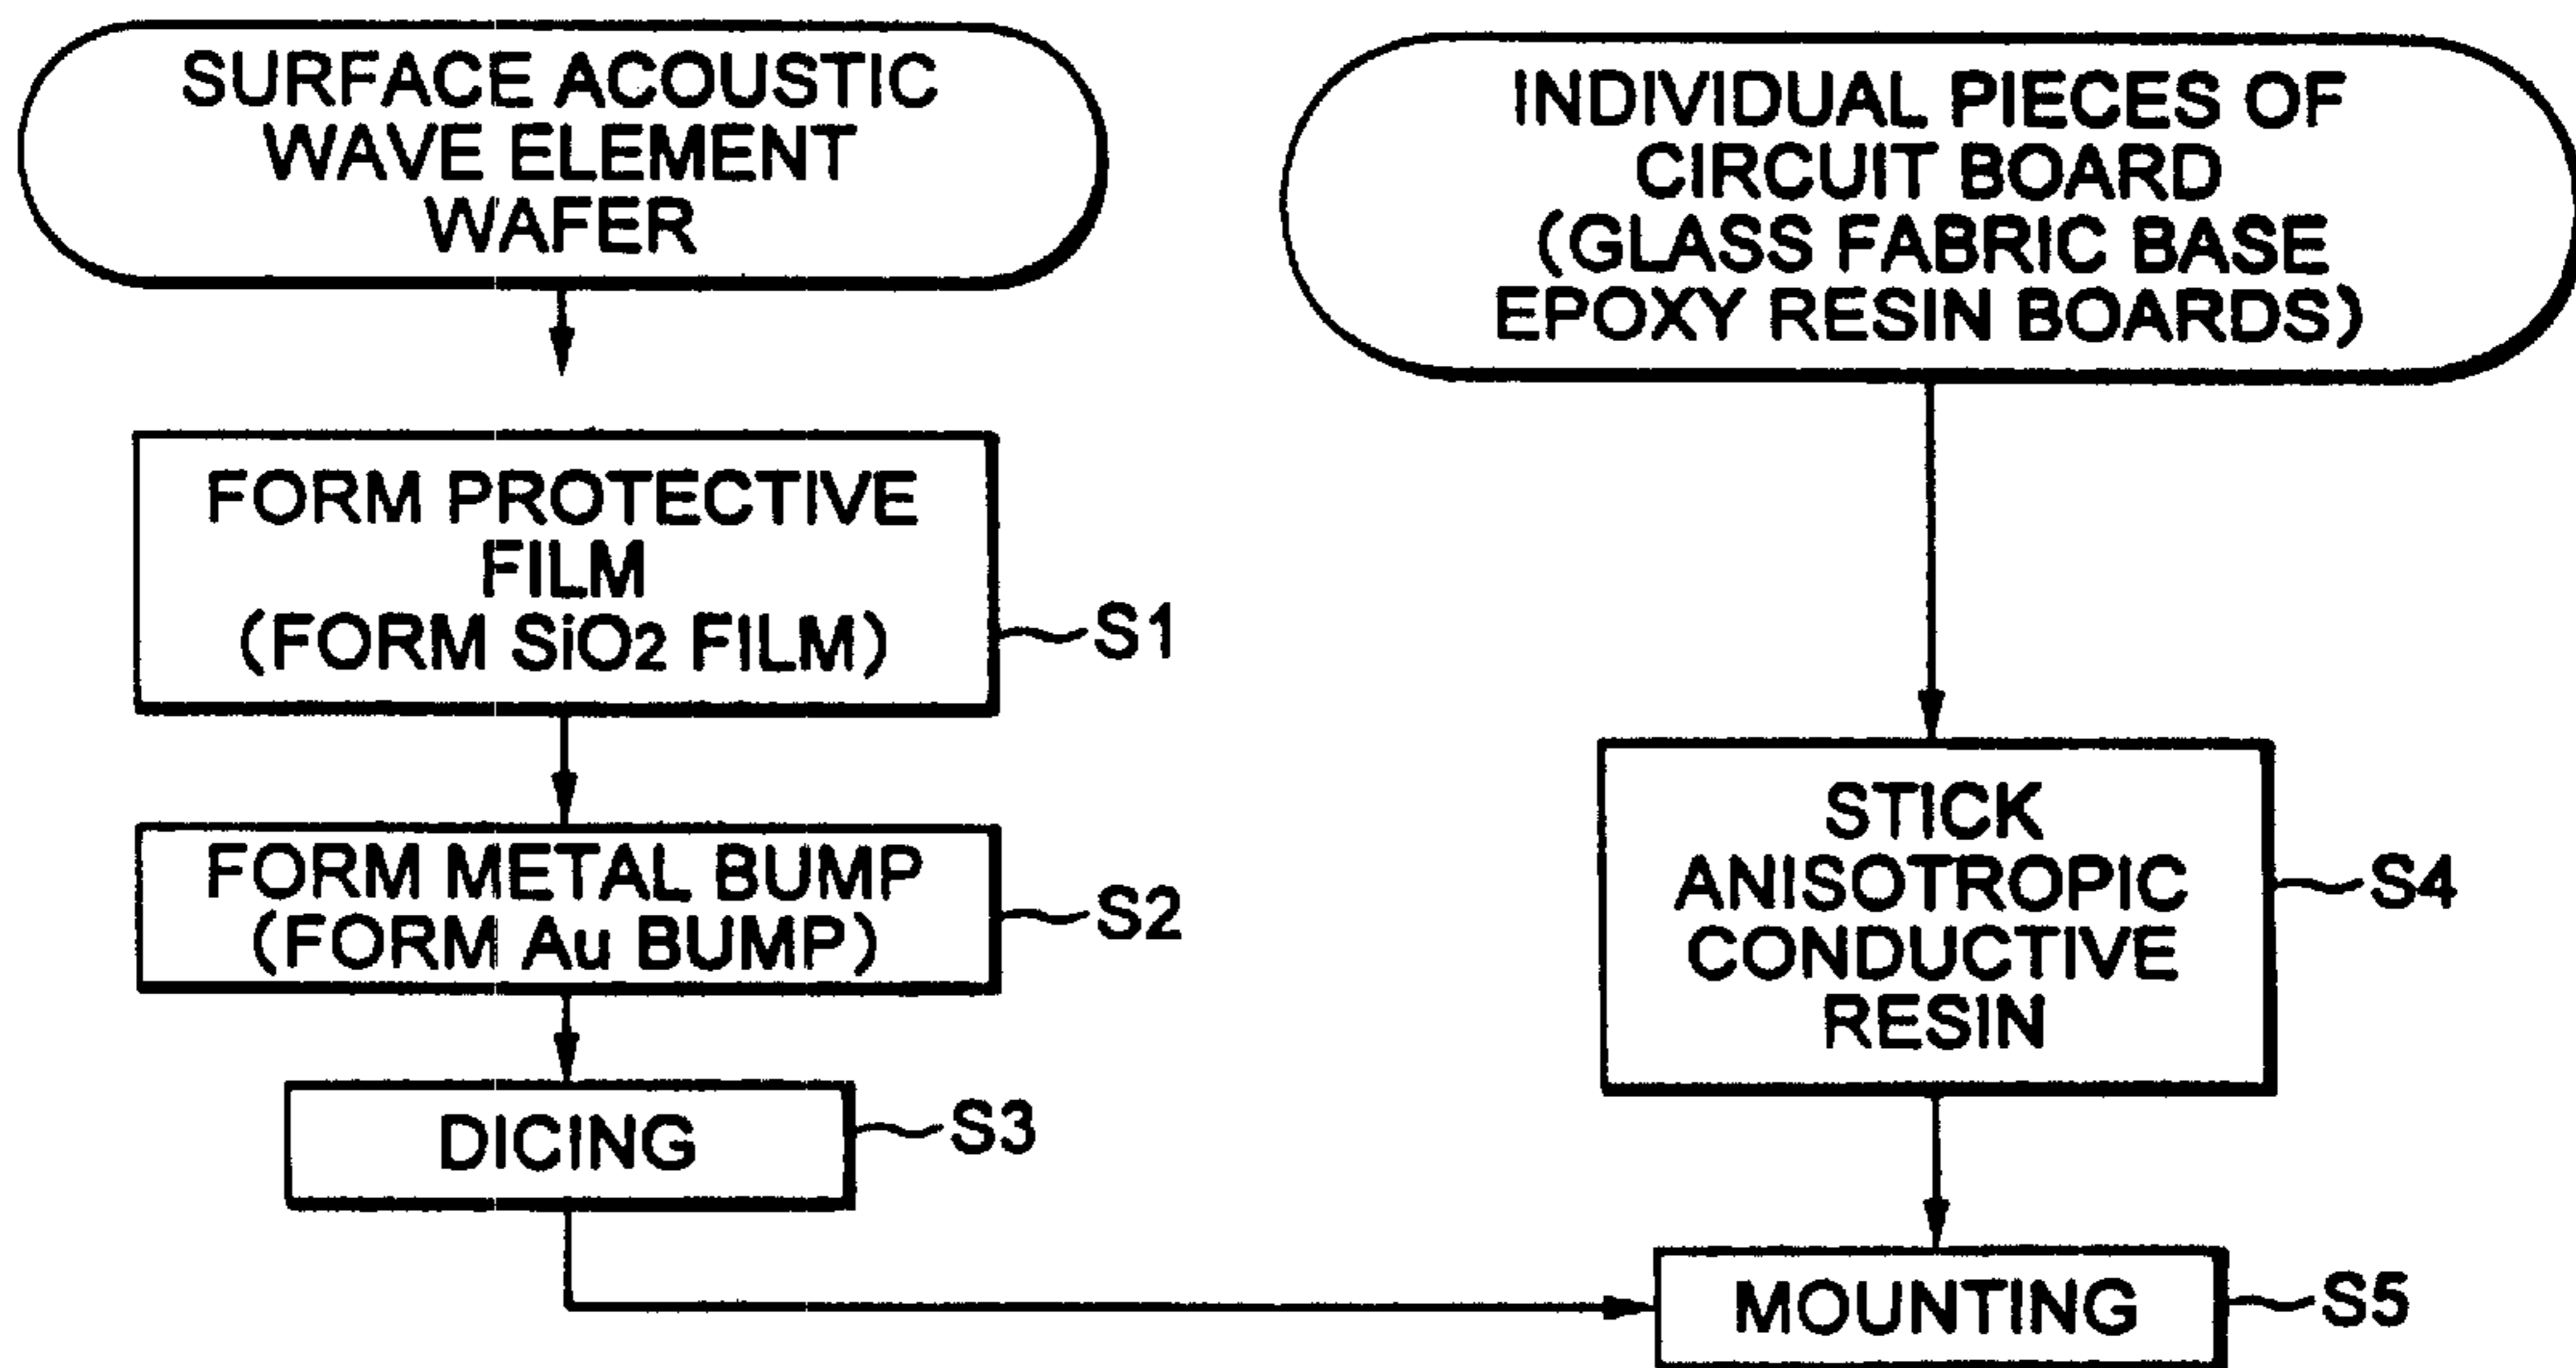 SURFACE ACOUSTIC
WAVE ELEMENT
WAFER
FORM PROTECTIVE
FILM
(FORM SiO2 FILM)
S1
FORM METAL BUMP
(FORM Au BUMP)
S2
DICING
S3
INDIVIDUAL PIECES OF
CIRCUIT BOARD
(GLASS FABRIC BASE
EPOXY RESIN BOARDS)
STICK
ANISOTROPIC
CONDUCTIVE
RESIN
S4
MOUNTING
S5